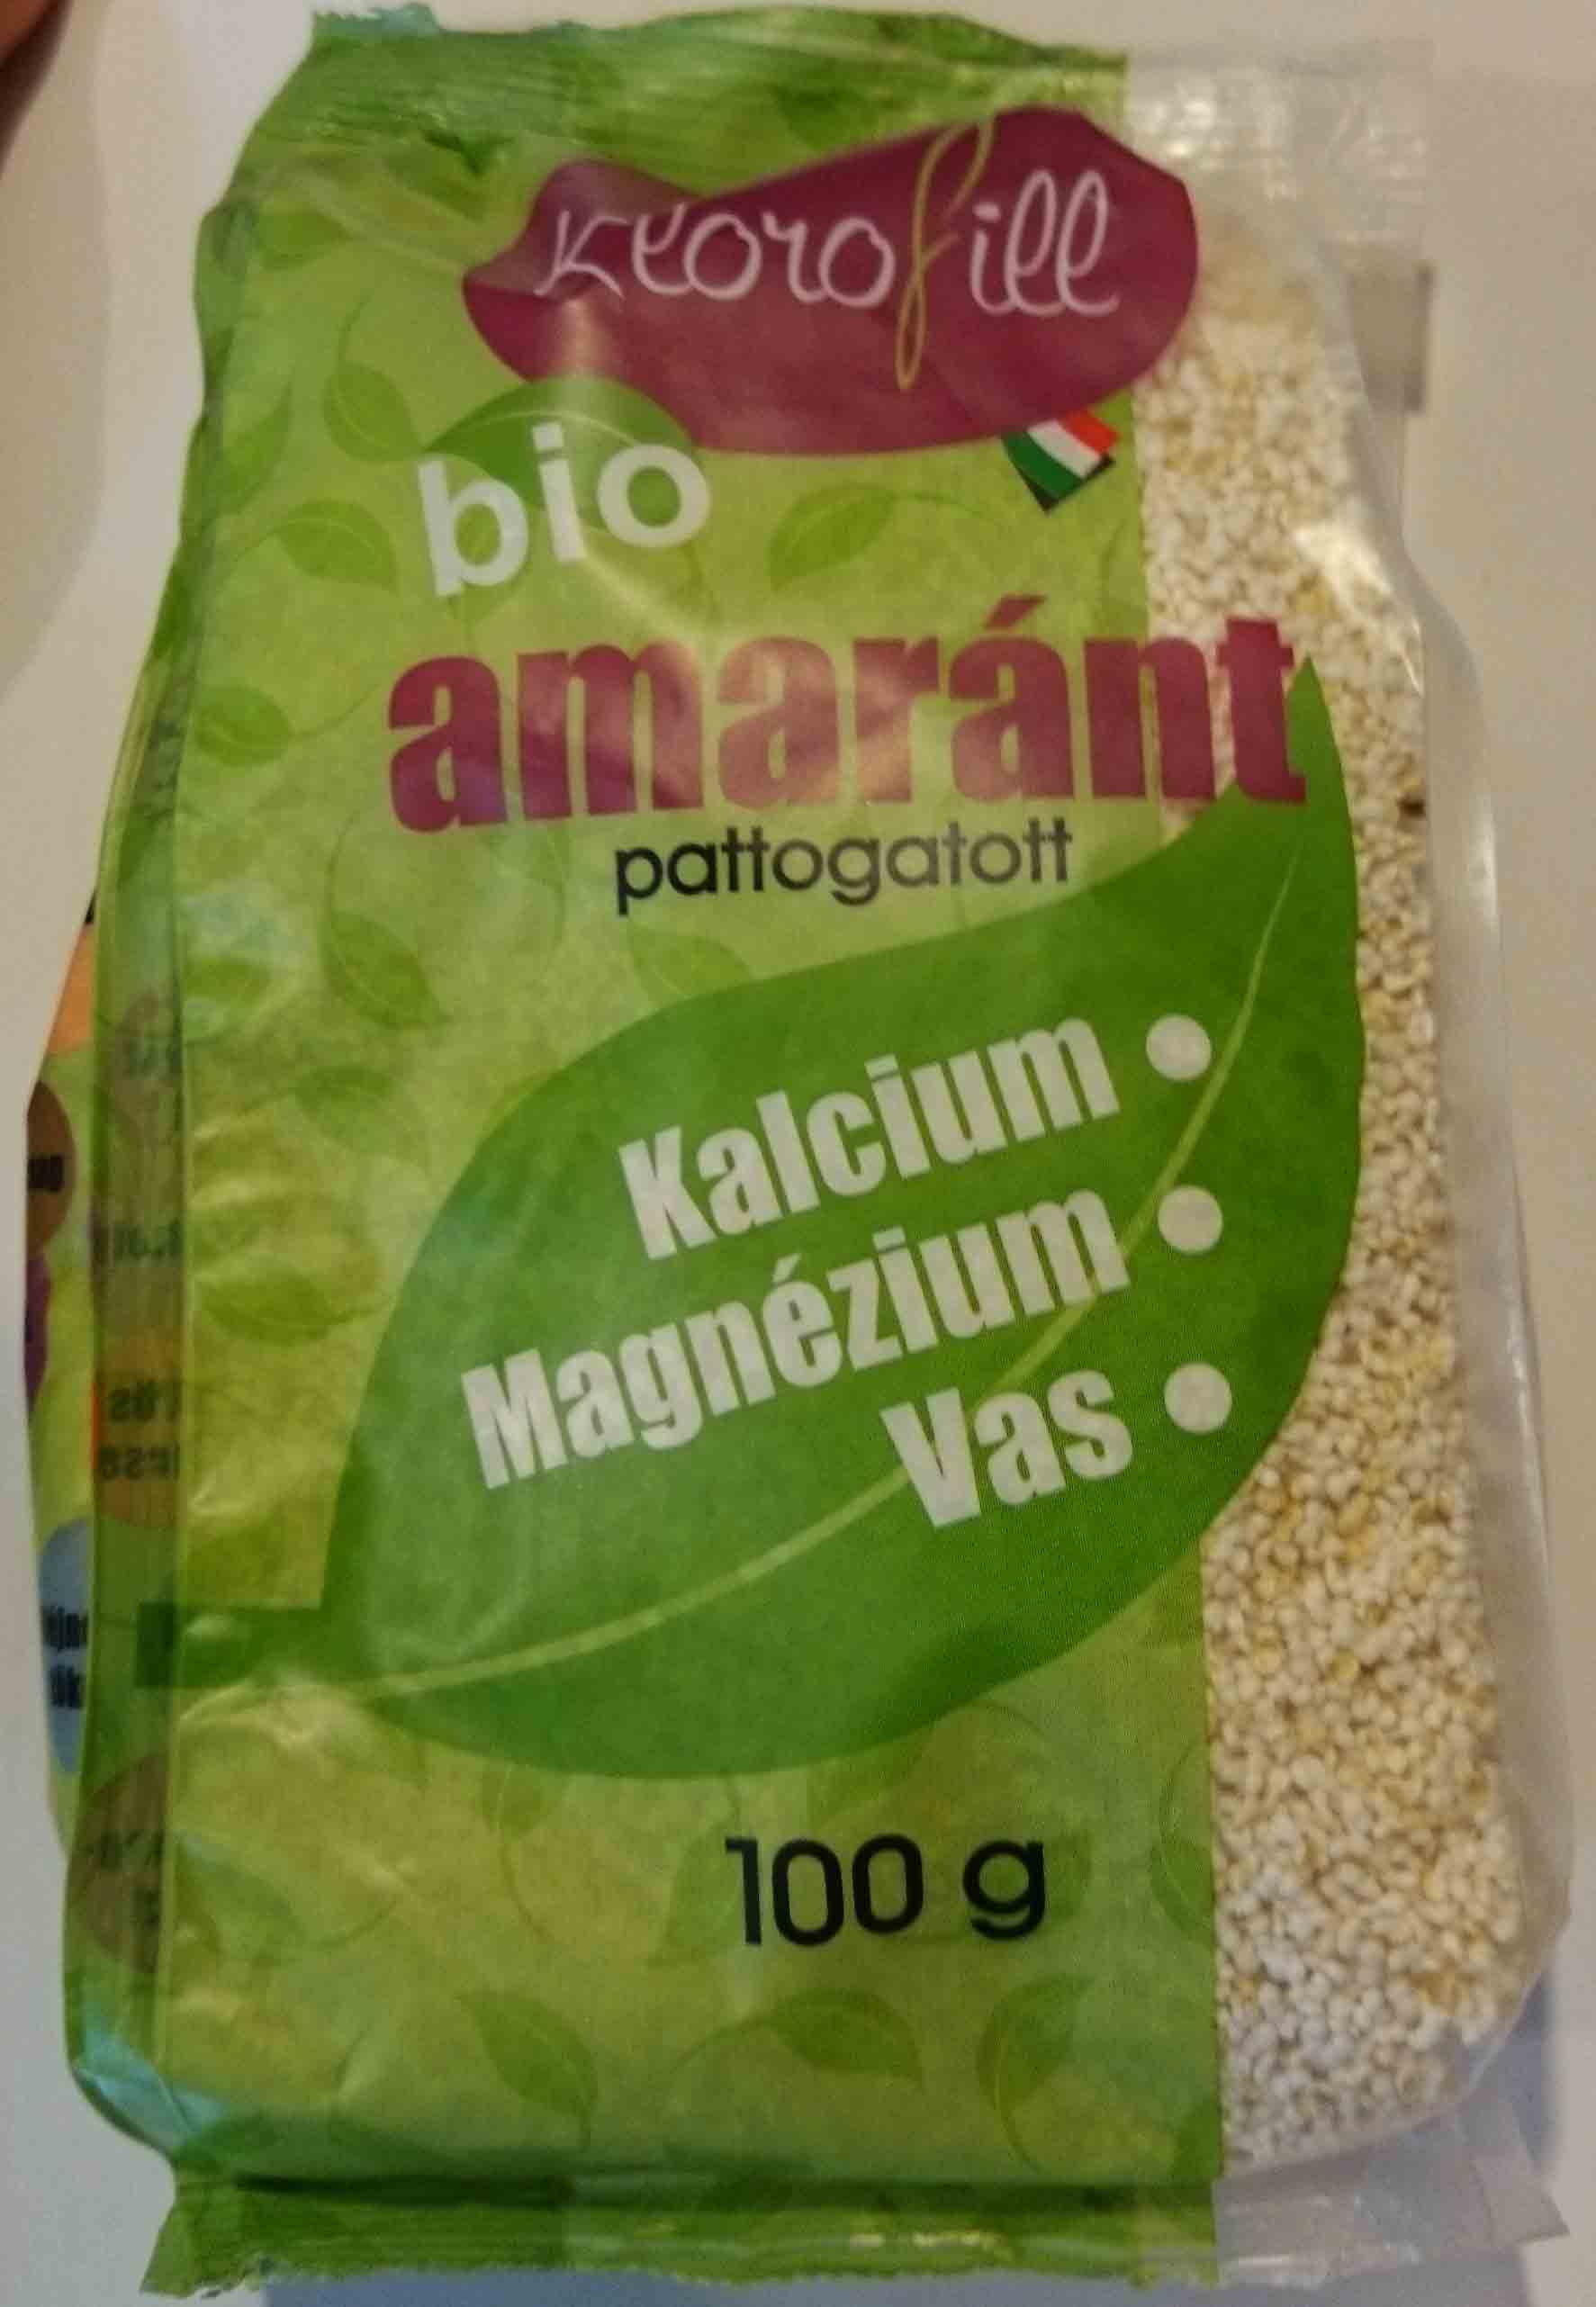 klorofill
bio
amaránt
pattogatott
Kalcium •
Magnézium •
Vas •
100 g